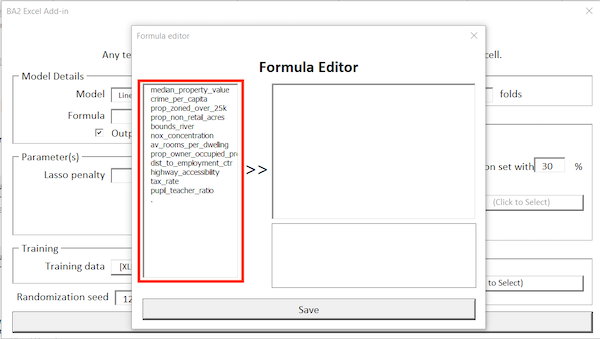 BA2 Excel Add-in
Formula editor
Any te
cell.
Formula Editor
Model Details
Model
Line
folds
Formula
Outp
median_property_value
crime_per_capita
prop_zoned_over_25k
prop_non_retail_acres
bounds_river
nox_concentration
av_rooms_per_dwelling
prop_owner_occupied_pre
dist_to_employment_ctr
highway_accessibility
tax_rate
pupil_teacher_ratio
.
>>
Parameter(s)
Lasso penalty
on set with 30 %
(Click to Select)
Training
Training data
[XL
to Select)
Randomization seed
12
Save